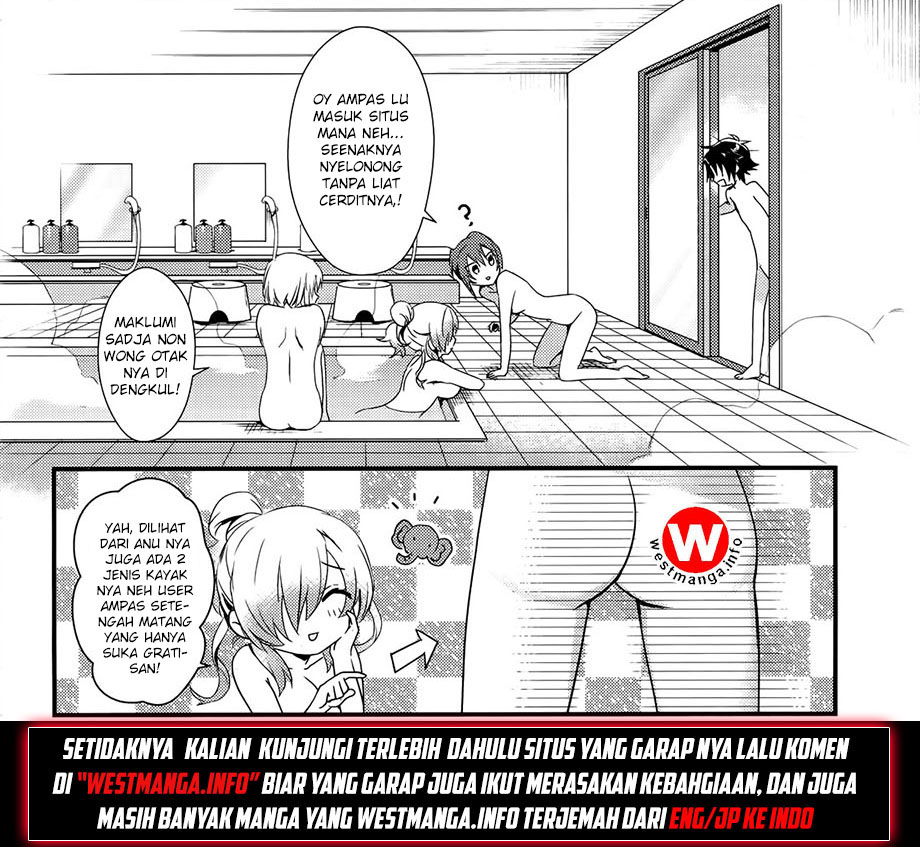 OY AMPAS LU
MASUK SITUS
MANA NEH...
SEENAKNYA
NYELONONG
TANPA LIAT
CERDITNYA,!
?
MAKLUMI
SADJA NON
WONG OTAK
NYA DI
DENGKUL!
YAH, DILIHAT
DARI ANU NYA
JUGA ADA 2
JENIS KAYAK
NYA NEH USER
AMPAS SETE-
NGAH MATANG
YANG HANYA
SUKA GRATI-
SAN!
W
westmanga.info
SETIDAKNYA KALIAN KUNJUNGI TERLEBIH DAHULU SITUS YANG GARAP NYA LALU KOMEN
DI "WESTMANGA.INFO" BIAR YANG GARAP JUGA IKUT MERASAKAN KEBAHGIAAN, DAN JUGA
MASIH BANYAK MANGA YANG WESTMANGA.INFO TERJEMAH DARI ENG/JP KE INDO